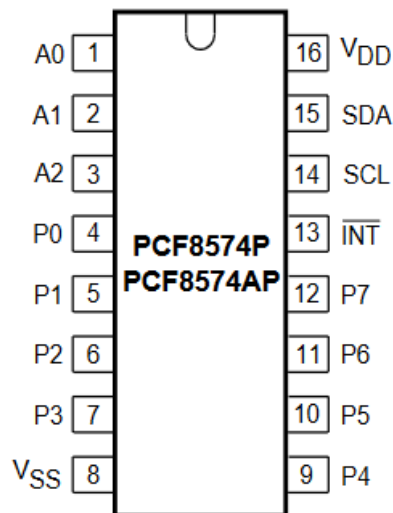 A0 1 16 VDD
A1 2 15 SDA
A2 3 14 SCL
P0 4 13 INT
PCF8574P
PCF8574AP
P1 5 12 P7
P2 6 11 P6
P3 7 10 P5
VSS 8 9 P4